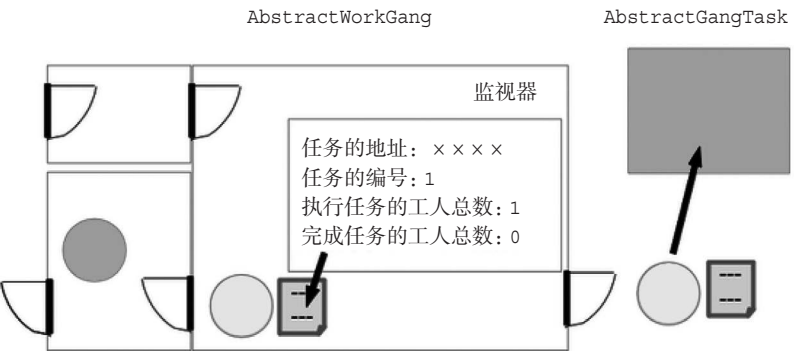 AbstractWorkGang
AbstractGangTask
监视器
任务的地址：××××
任务的编号：1
执行任务的工人总数：1
完成任务的工人总数：0